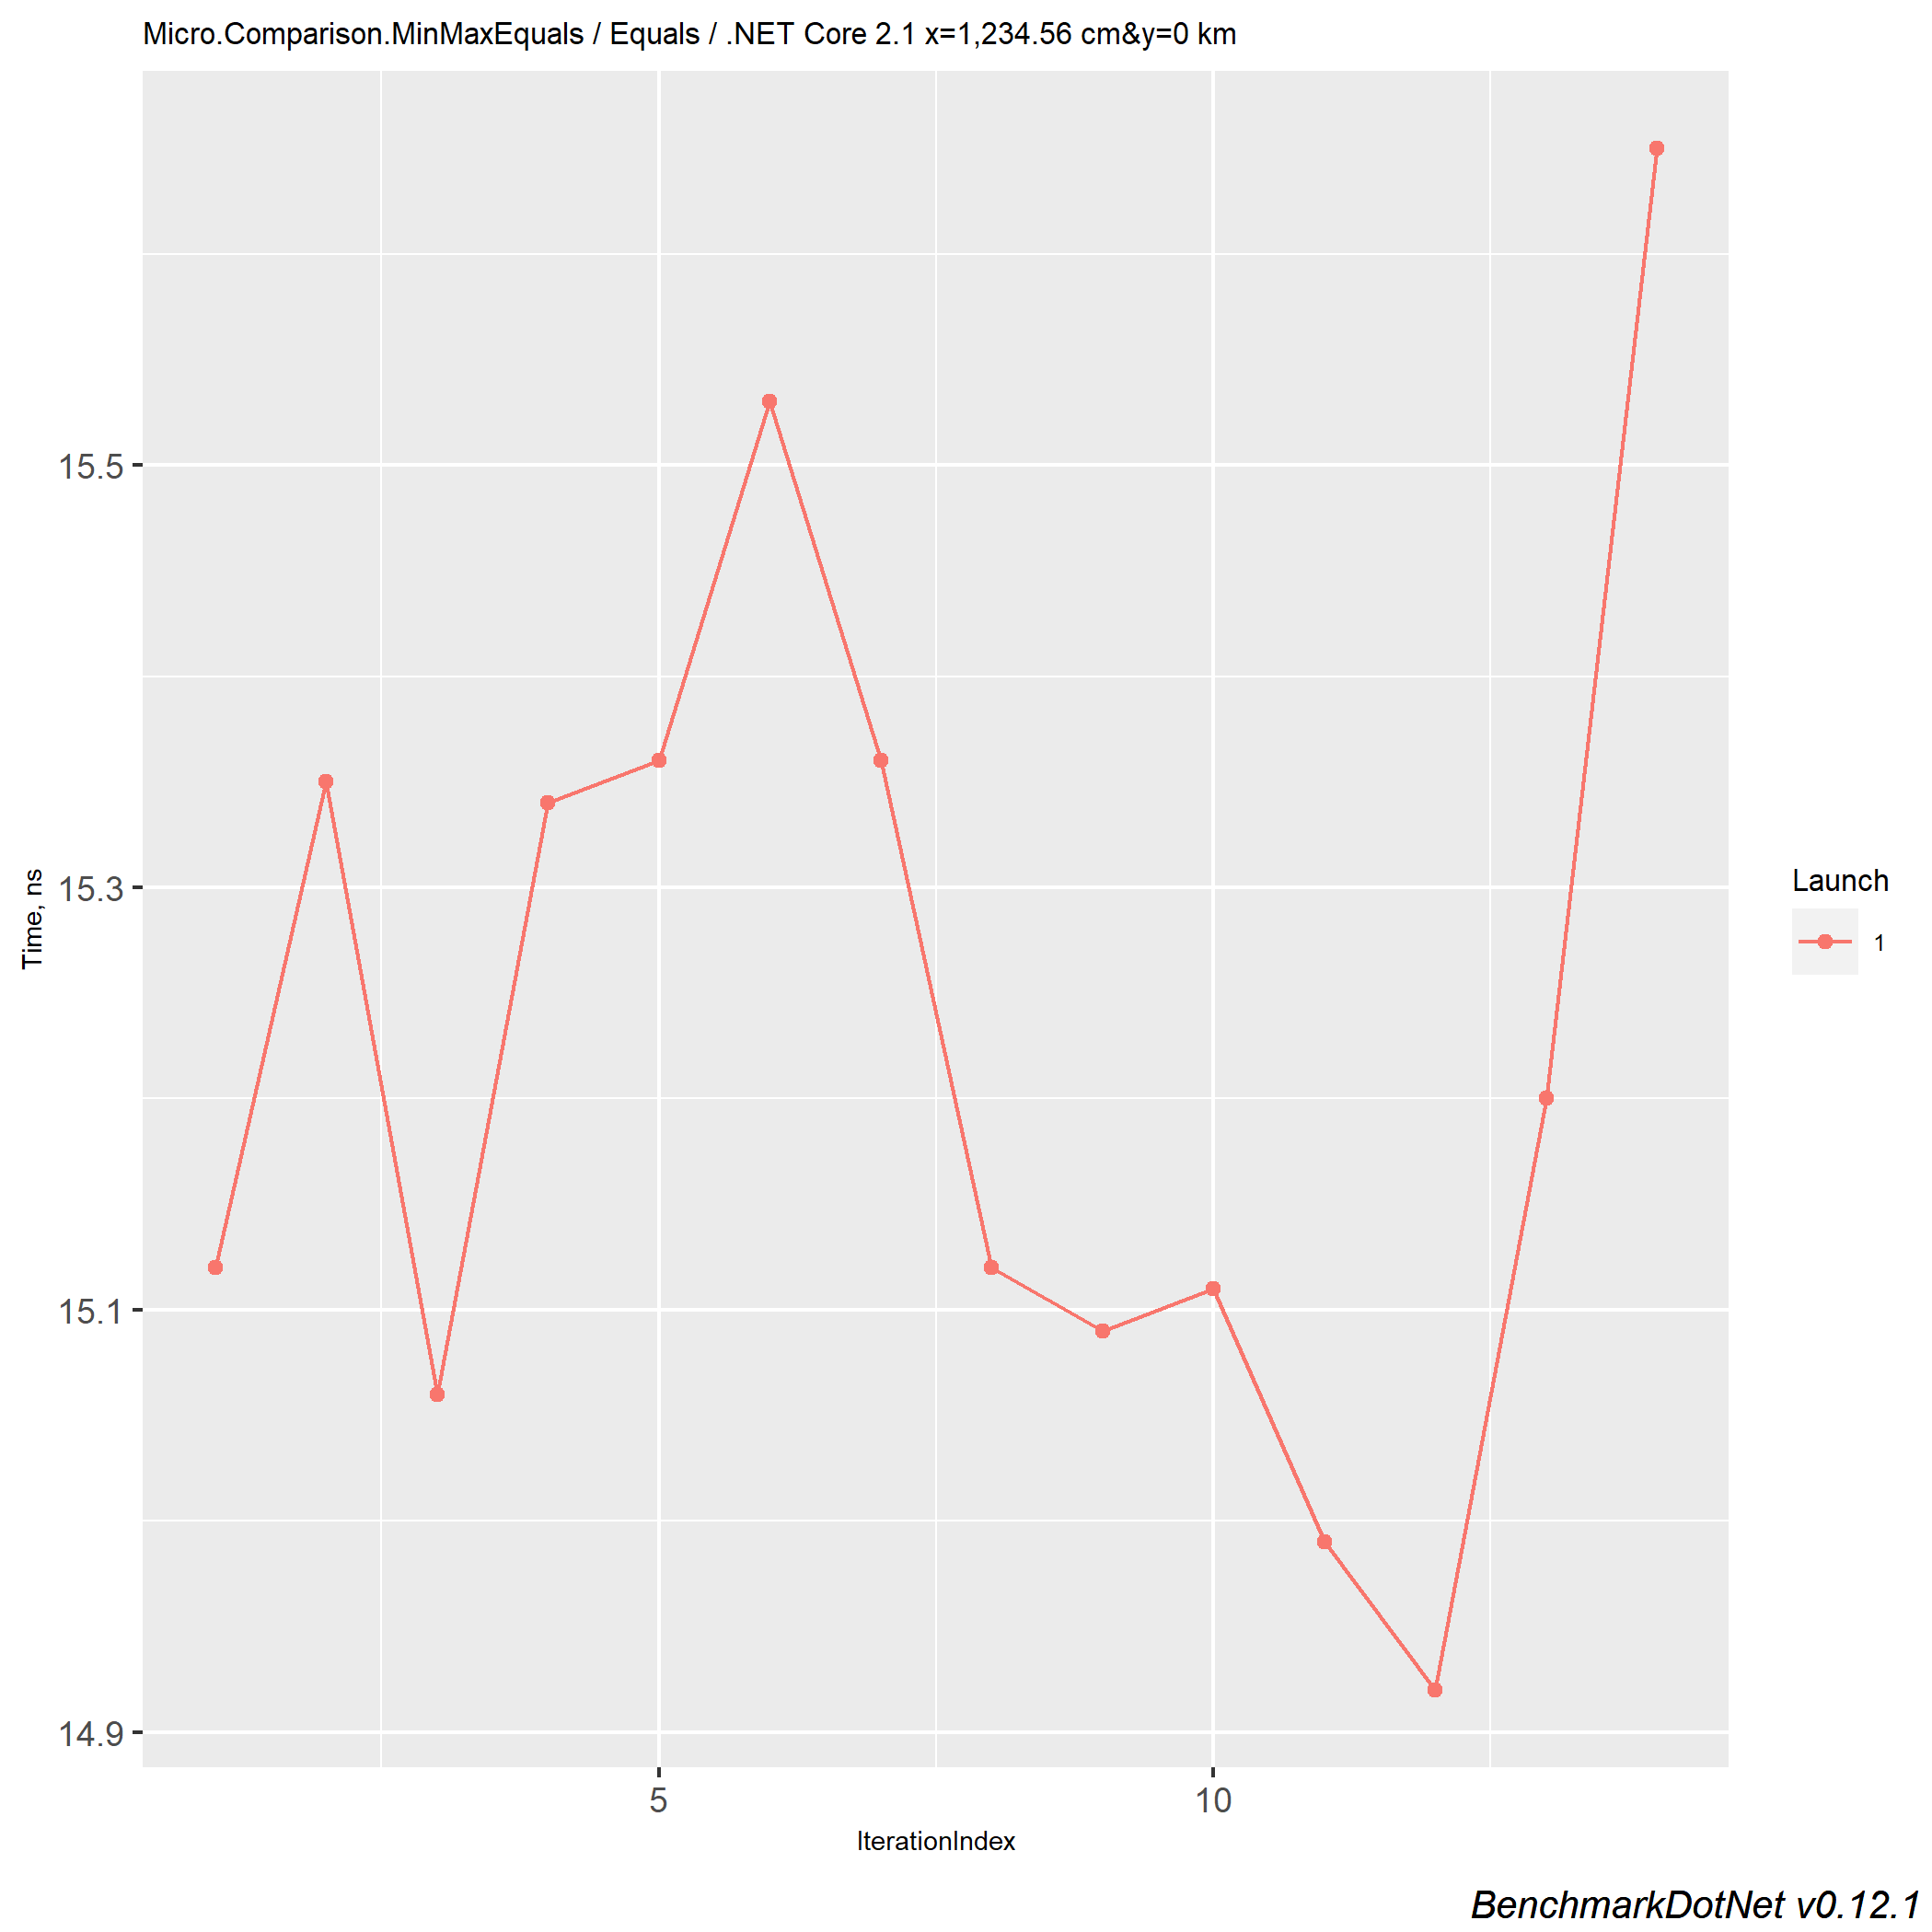 Micro.Comparison.MinMaxEquals / Equals / .NET Core 2.1 x=1,234.56 cm&y=0 km
15.5
15.3
15.1
14.9
Time, ns
5
10
IterationIndex
Launch
1
BenchmarkDotNet v0.12.1